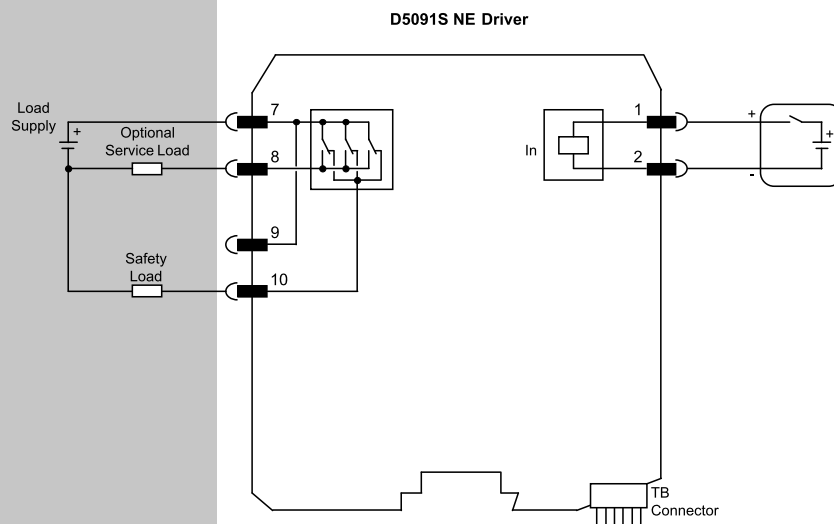 D5091S NE Driver
Load
Supply
+
Optional
Service Load
7
8
9
Safety
Load
10
In
1
2
+
-
+
TB
Connector